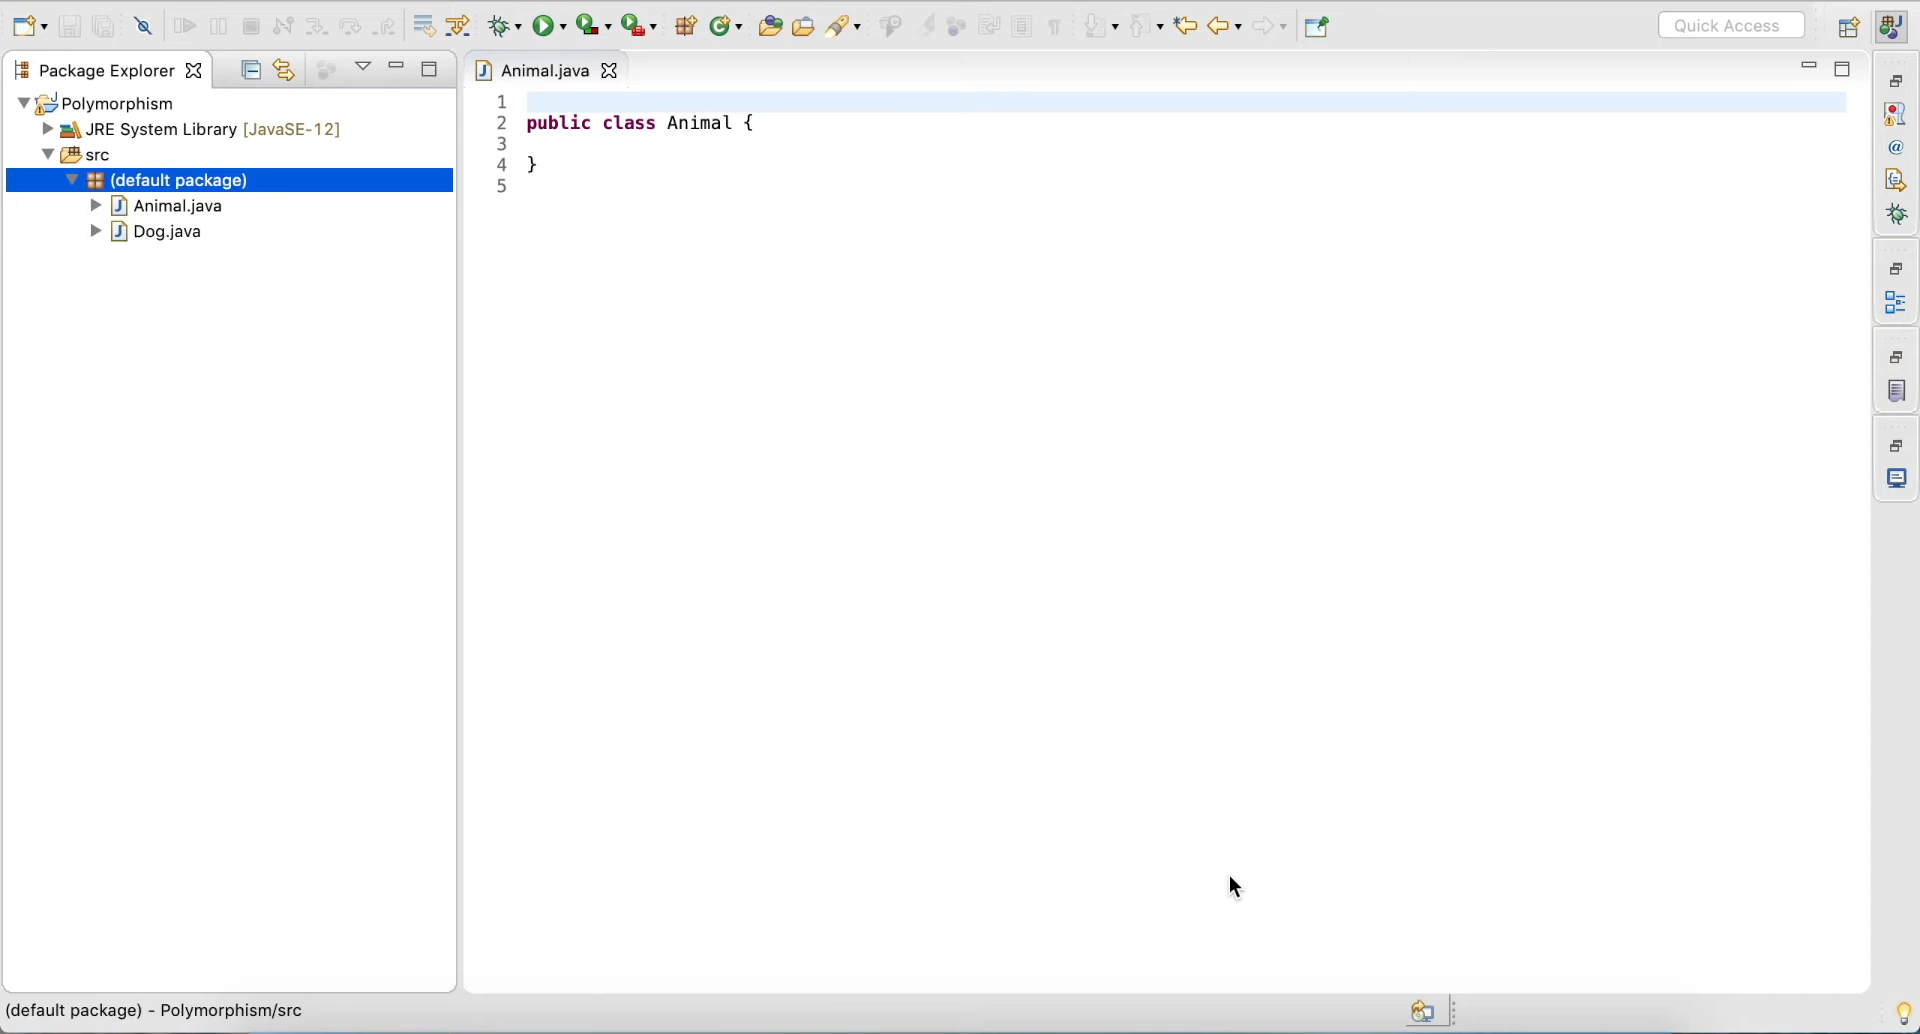 Quick Access
Package Explorer
Animal.java
Polymorphism
JRE System Library [JavaSE-12]
src
(default package)
Animal.java
Dog.java
1
2 public class Animal {
3
4 }
5
(default package) - Polymorphism/src